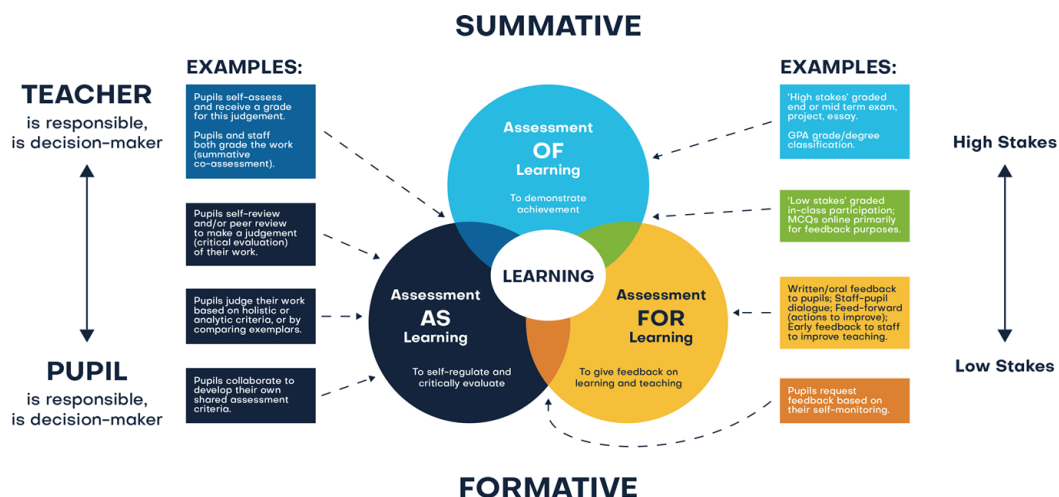 SUMMATIVE
TEACHER
is responsible,
is decision-maker
PUPIL
is responsible,
is decision-maker
EXAMPLES:
Pupils self-assess
and receive a grade
for this judgement.
Pupils and staff
both grade the work
(summative
co-assessment).
Pupils self-review
and/or peer review
to make a judgement
(critical evaluation)
of their work.
Pupils judge their work
based on holistic or
analytic criteria, or by
comparing exemplars.
Pupils collaborate to
develop their own
shared assessment
criteria.
Assessment
OF
Learning
To demonstrate
achievement
LEARNING
Assessment
AS
Learning
To self-regulate and
critically evaluate
Assessment
FOR
Learning
To give feedback on
learning and teaching
EXAMPLES:
'High stakes' graded
end or mid term exam,
project, essay.
GPA grade/degree
classification.
'Low stakes' graded
in-class participation;
MCQs online primarily
for feedback purposes.
Written/oral feedback
to pupils; Staff-pupil
dialogue; Feed-forward
(actions to improve);
Early feedback to staff
to improve teaching.
Pupils request
feedback based on
their self-monitoring.
High Stakes
Low Stakes
FORMATIVE